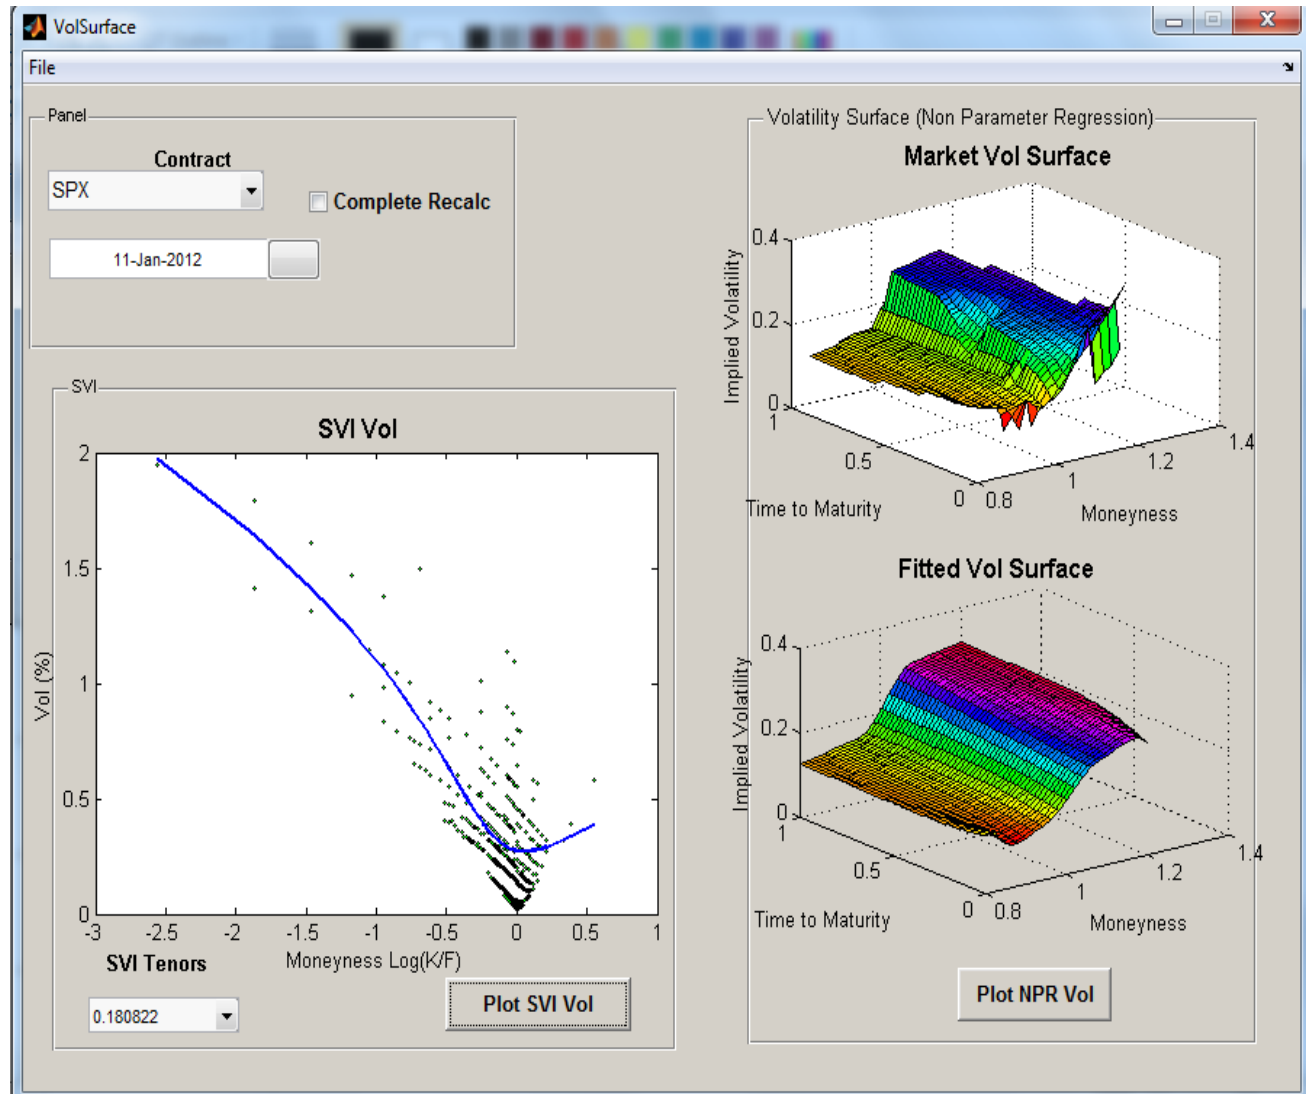 VolSurface
File
Panel
Contract
SPX
Complete Recalc
11-Jan-2012
SVI
SVI Vol
2
1.5
1
0.5
0
Vol (%)
-3 -2.5 -2 -1.5 -1 -0.5 0 0.5 1
Moneyness Log(K/F)
SVI Tenors
0.180822
Plot SVI Vol
Volatility Surface (Non Parameter Regression)
Market Vol Surface
0.4
0.2
0
Implied Volatility
1
0.5
0
Time to Maturity
0.8
1
1.2
1.4
Moneyness
Fitted Vol Surface
0.4
0.2
0
Implied Volatility
1
0.5
0
Time to Maturity
0.8
1
1.2
1.4
Moneyness
Plot NPR Vol